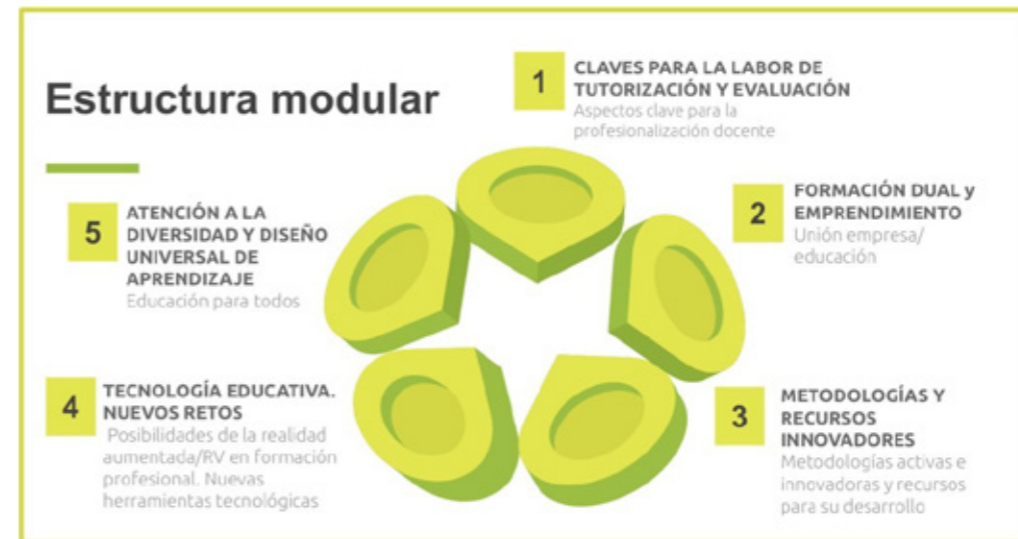 Estructura modular
1
CLAVES PARA LA LABOR DE
TUTORIZACIÓN Y EVALUACIÓN
Aspectos clave para la
profesionalización docente
2
FORMACIÓN DUAL y
EMPRENDIMIENTO
Unión empresa/
educación
3
METODOLOGÍAS Y
RECURSOS
INNOVADORES
Metodologías activas e
innovadoras y recursos
para su desarrollo
4
TECNOLOGÍA EDUCATIVA.
NUEVOS RETOS
Posibilidades de la realidad
aumentada/RV en formación
profesional. Nuevas
herramientas tecnológicas
5
ATENCIÓN A LA
DIVERSIDAD Y DISEÑO
UNIVERSAL DE
APRENDIZAJE
Educación para todos